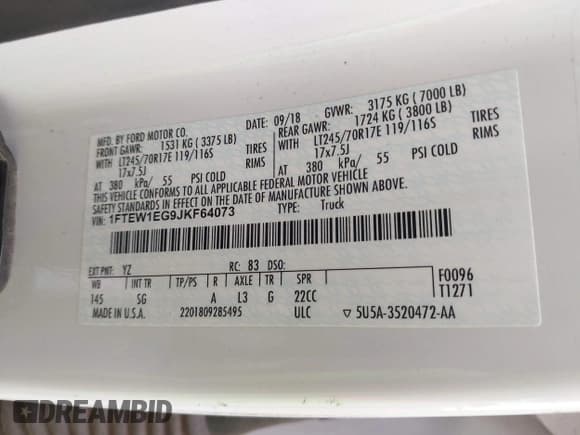 MFD. BY FORD MOTOR CO.
DATE: 09/18 GVWR: 3175 KG (7000 LB)
FRONT GAWR: 1531 KG (3375 LB) REAR GAWR: 1724 KG (3800 LB)
WITH LT245/70R17E 119/116S TIRES WITH LT245/70R17E 119/116S TIRES
17x7.5J RIMS 17x7.5J RIMS
AT 380 kPa/ 55 PSI COLD AT 380 kPa/ 55 PSI COLD
THIS VEHICLE CONFORMS TO ALL APPLICABLE FEDERAL MOTOR VEHICLE
SAFETY STANDARDS IN EFFECT ON THE DATE OF MANUFACTURE SHOWN ABOVE.
VIN: 1FTEW1EG9JKF64073 TYPE: Truck
EXT PNT: YZ RC: 83 DSO:
WB INT TR TP/PS R AXLE TR SPR F0096
145 SG A L3 G 22CC T1271
MADE IN U.S.A. 2201809285495 ULC ▽ 5U5A-3520472-AA
DREAMBID